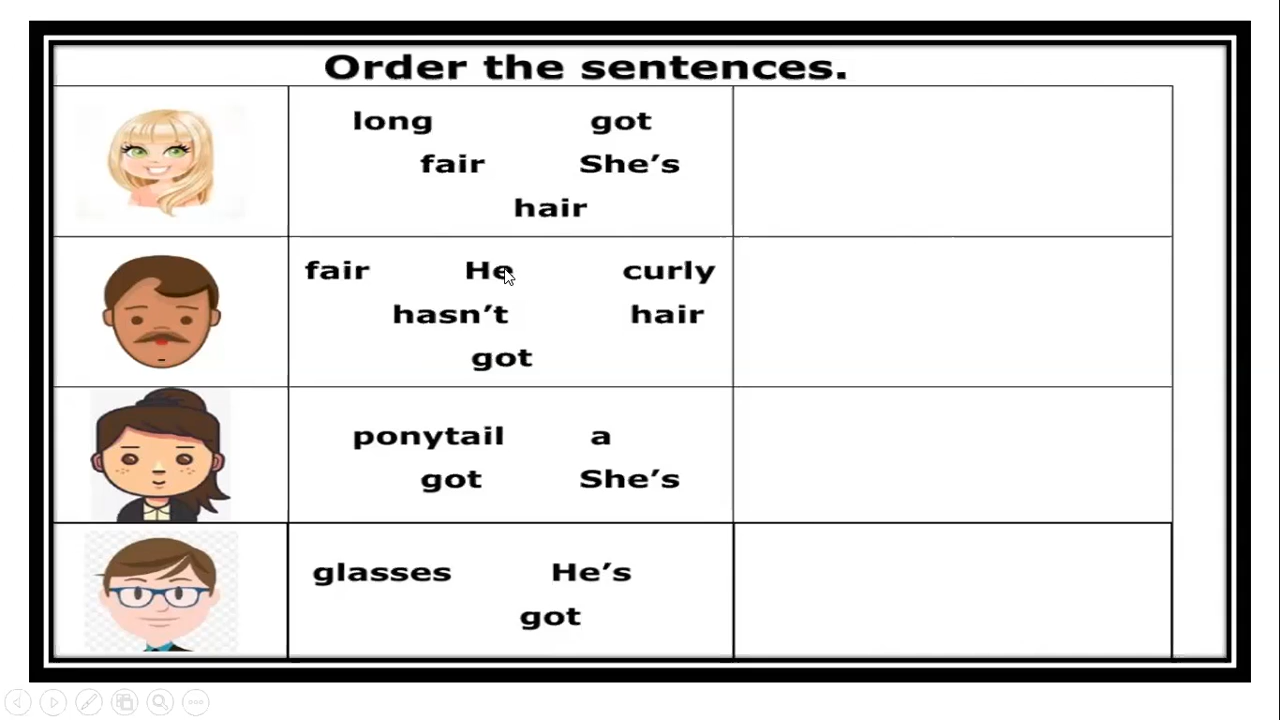 Order the sentences.
long got
fair She’s
hair
fair He curly
hasn’t hair
got
ponytail a
got She’s
glasses He’s
got